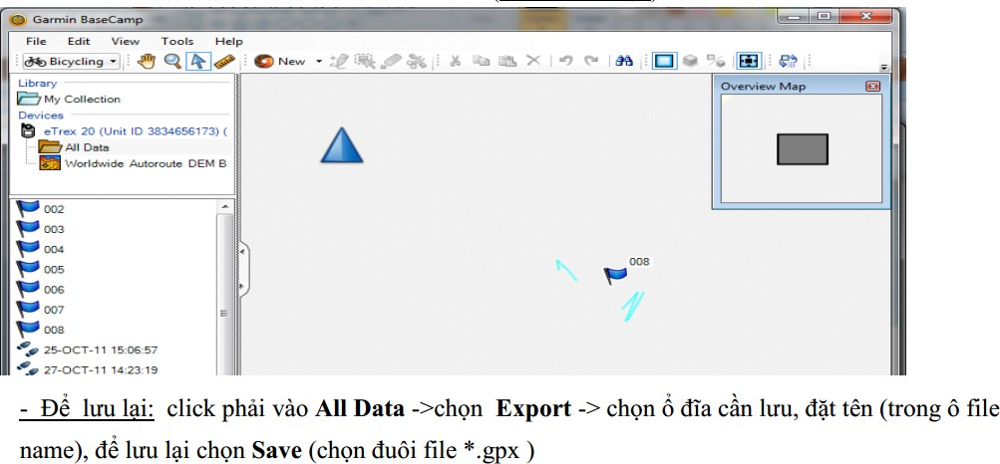 Garmin BaseCamp
File Edit View Tools Help
Bicycling New
Library
My Collection
Devices
eTrex 20 (Unit ID 3834656173) (
All Data
Worldwide Autoroute DEM B
Overview Map
002
003
004
005
006
007
008
25-OCT-11 15:06:57
27-OCT-11 14:23:19
008
- Để lưu lại: click phải vào All Data ->chọn Export -> chọn ổ đĩa cần lưu, đặt tên (trong ô file
name), để lưu lại chọn Save (chọn đuôi file *.gpx )